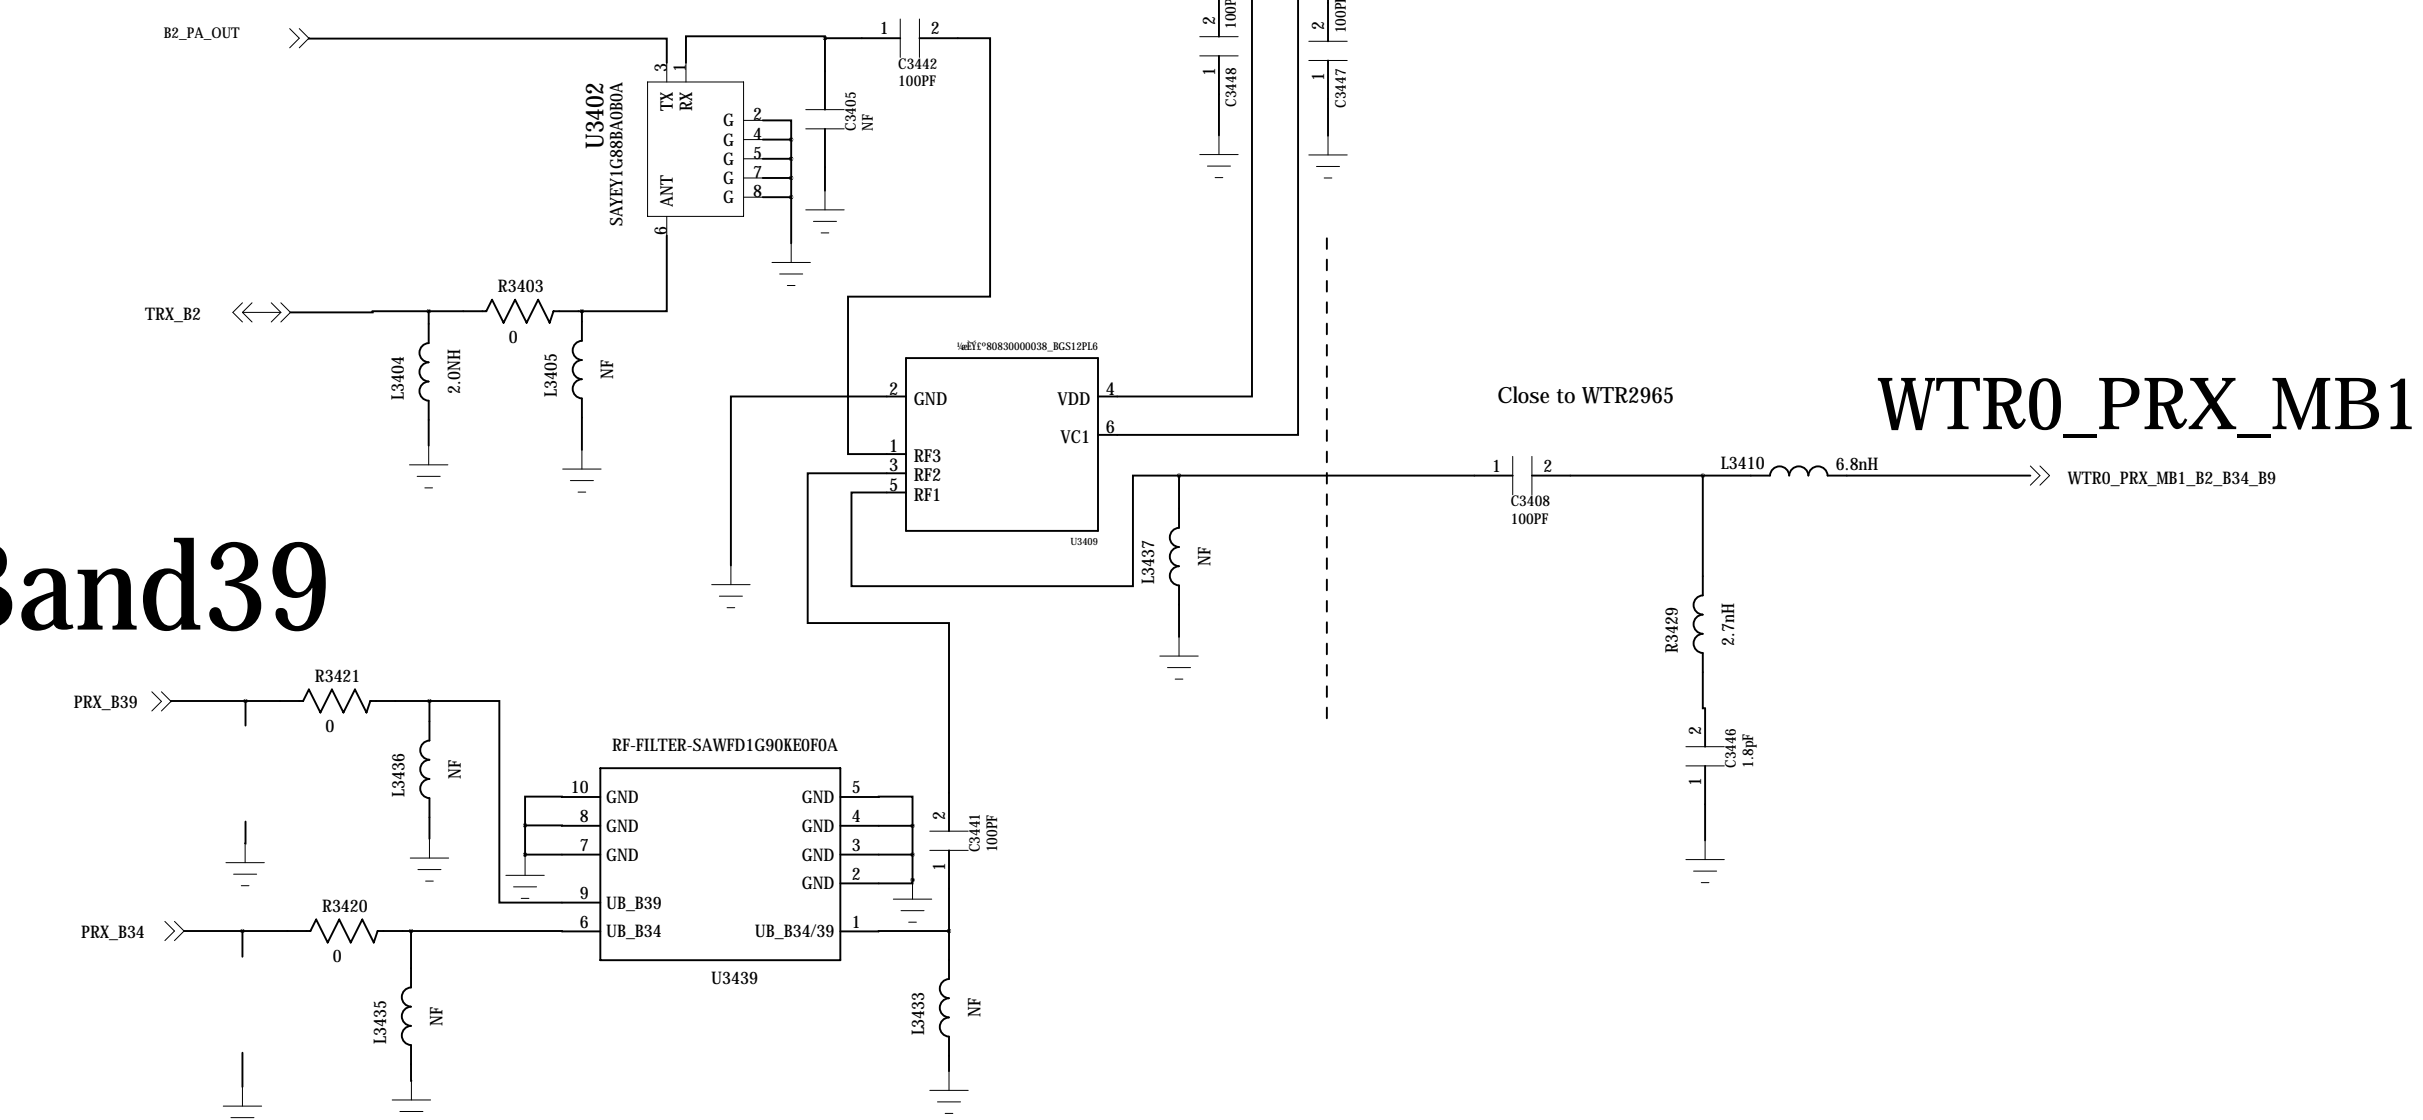 B2_PA_OUT
1
2
C3442
100PF
2
100P
1
C3448
2
100P
1
C3447
3
1
U3402
SAYEY1G88BA0B0A
TX
RX
G
2
G
4
G
5
G
7
G
8
ANT
6
C3405
NF
TRX_B2
R3403
0
L3404
2.0NH
L3405
NF
80830000038_BGS12PL6
2
GND
VDD
4
VC1
6
1
RF3
3
RF2
5
RF1
U3409
Close to WTR2965
WTR0_PRX_MB1
1
2
C3408
100PF
L3410
6.8nH
WTR0_PRX_MB1_B2_B34_B9
L3437
NF
R3429
2.7nH
2
C3446
1.8pF
1
Band39
PRX_B39
R3421
0
L3436
NF
RF-FILTER-SAWFD1G90KE0F0A
10
GND
GND
5
8
GND
GND
4
7
GND
GND
3
GND
2
9
UB_B39
6
UB_B34
UB_B34/39
1
U3439
2
C3441
100PF
1
PRX_B34
R3420
0
L3435
NF
L3433
NF